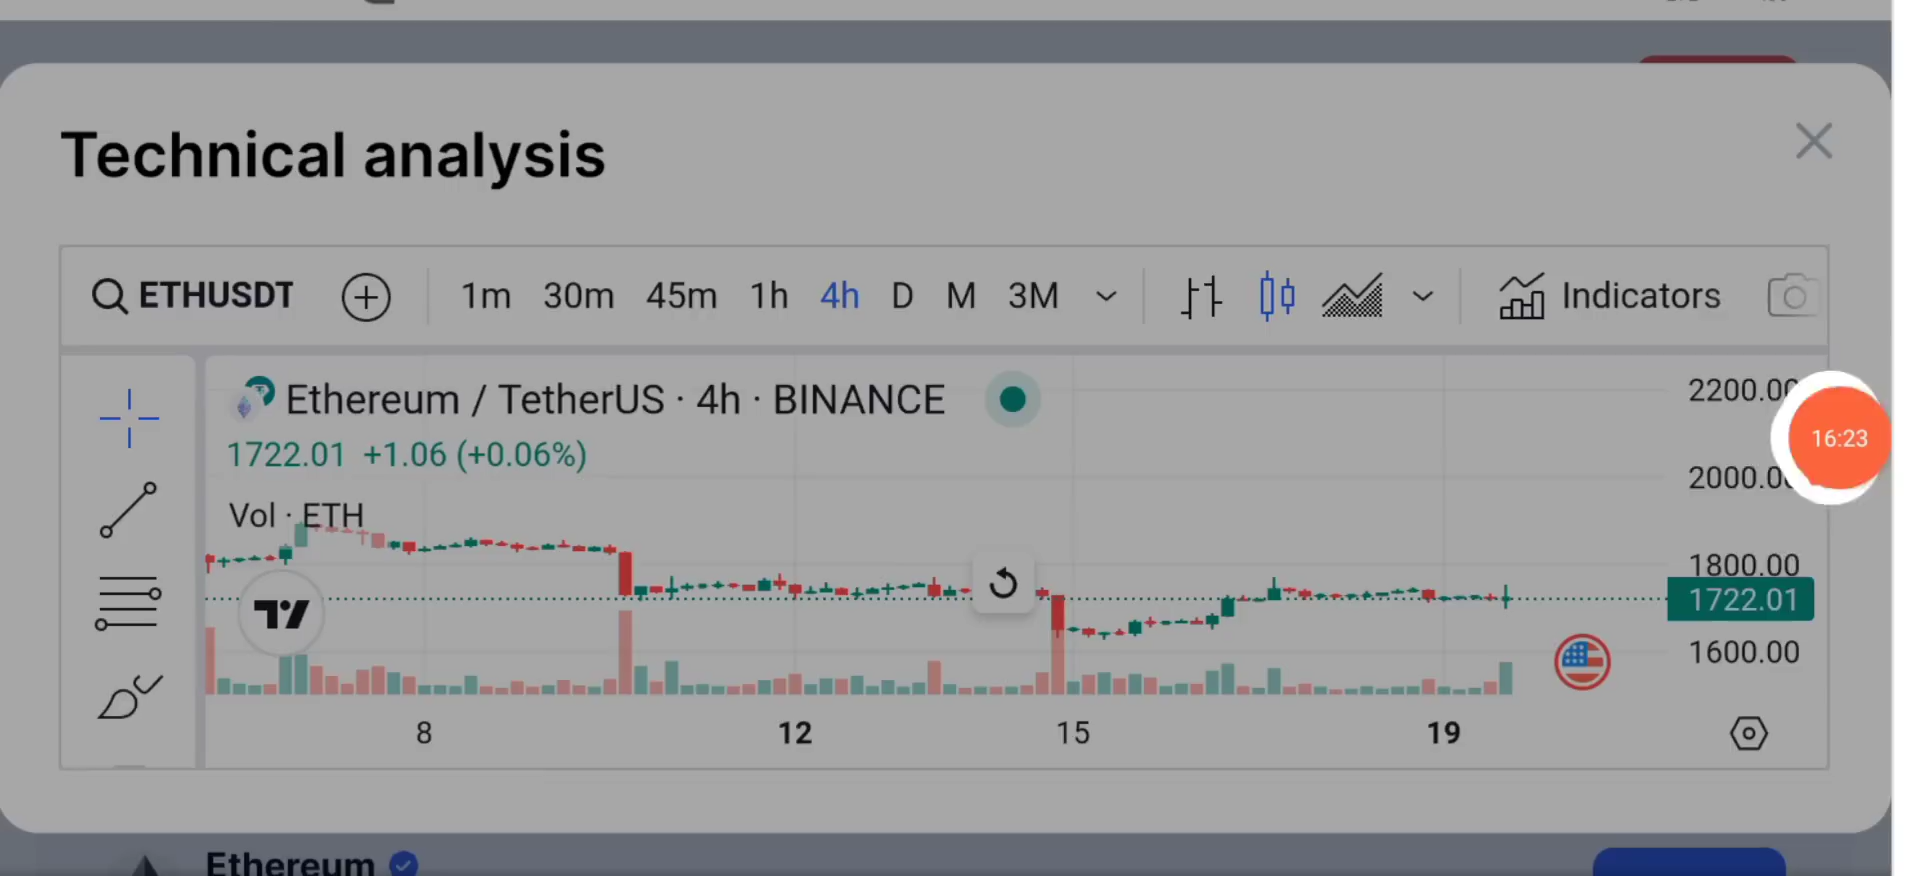 Technical analysis
ETHUSDT 1m 30m 45m 1h 4h D M 3M Indicators
Ethereum / TetherUS · 4h · BINANCE
1722.01 +1.06 (+0.06%)
Vol · ETH
2200.00
16:23
2000.0
1800.00
1722.01
1600.00
8 12 15 19
Ethereum